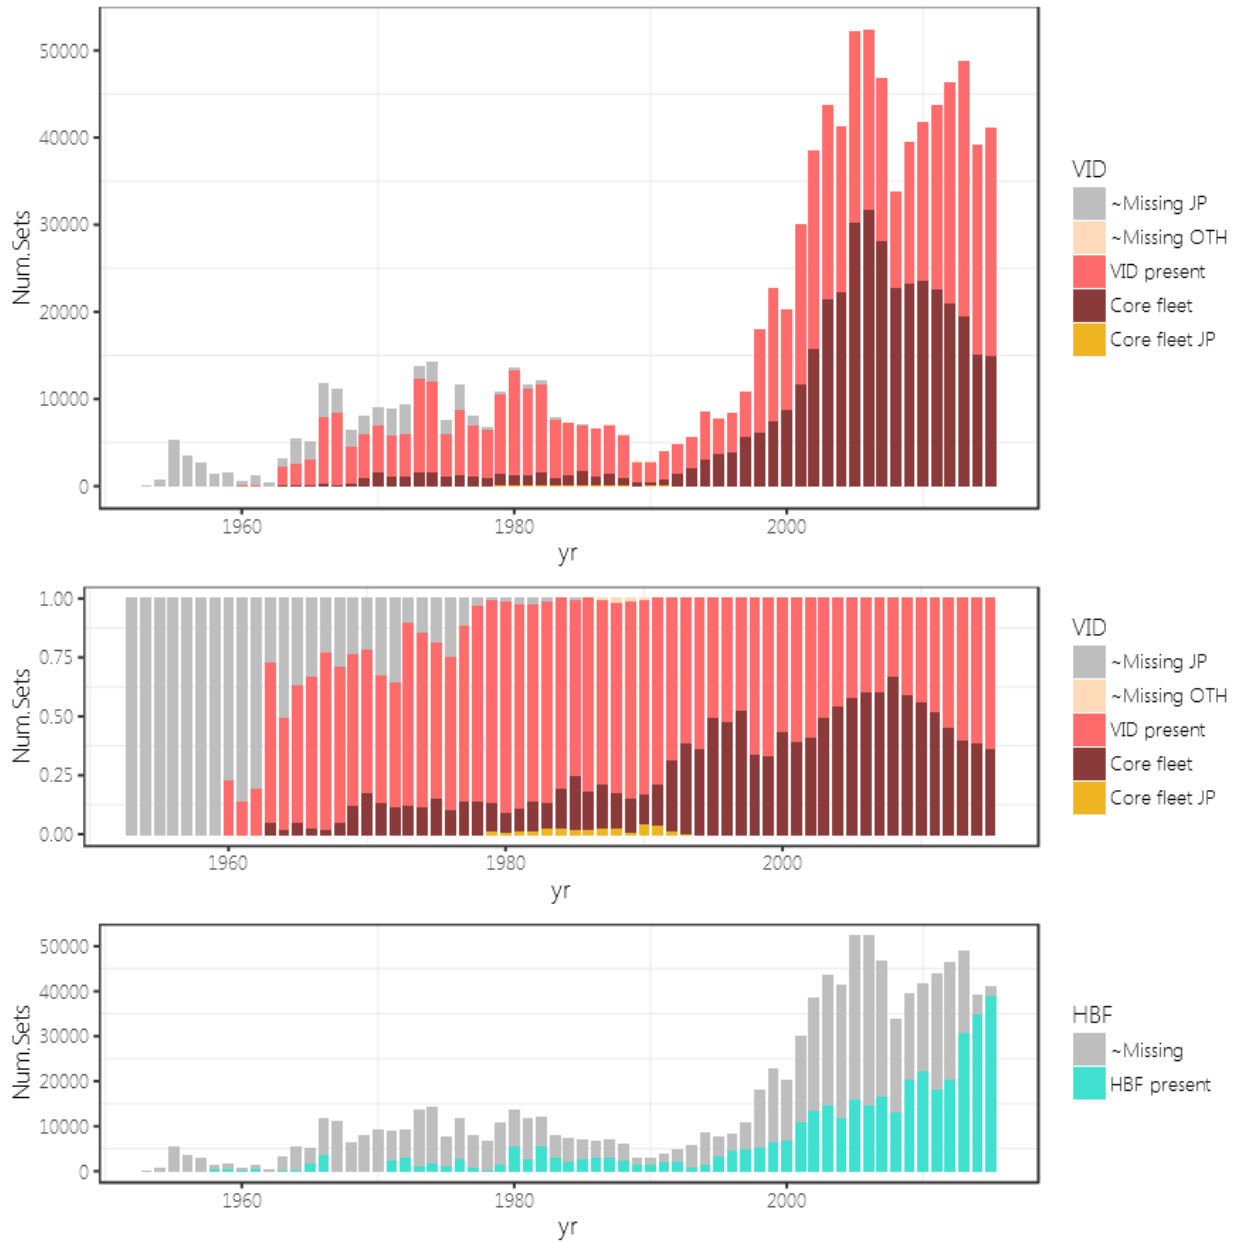 50000
40000
30000
20000
10000
0
Num.Sets
1960
1980
2000
yr
VID
~Missing JP
~Missing OTH
VID present
Core fleet
Core fleet JP
1.00
0.75
0.50
0.25
0.00
Num.Sets
1960
1980
2000
yr
VID
~Missing JP
~Missing OTH
VID present
Core fleet
Core fleet JP
50000
40000
30000
20000
10000
0
Num.Sets
1960
1980
2000
yr
HBF
~Missing
HBF present